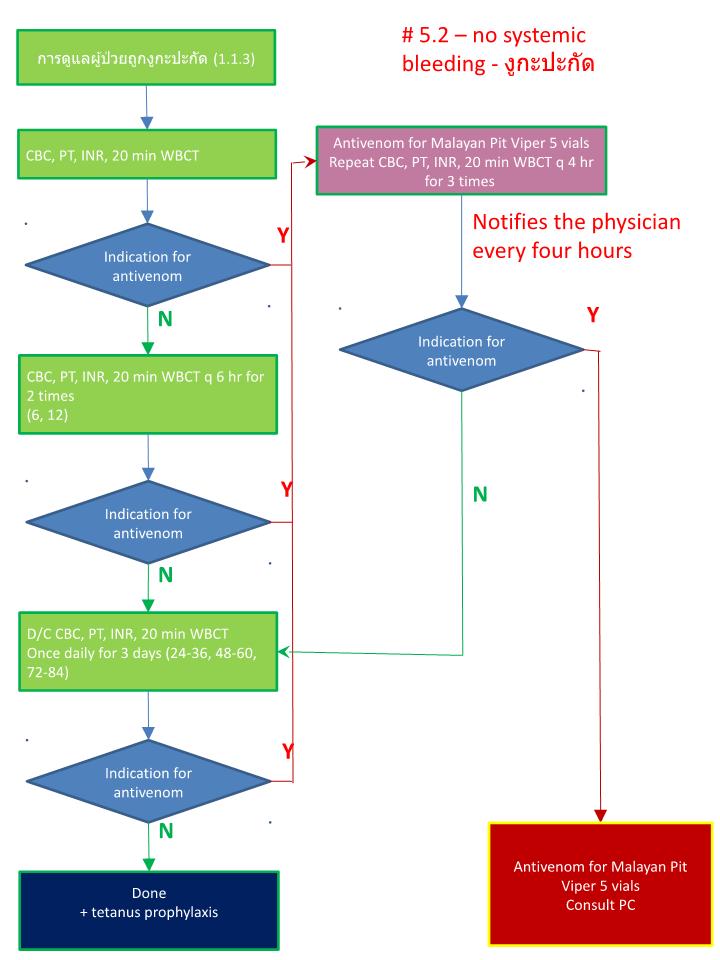 # 5.2 – no systemic
bleeding - งูกะปะกัด
การดูแลผู้ป่วยถูกงูกะปะกัด (1.1.3)
CBC, PT, INR, 20 min WBCT
Antivenom for Malayan Pit Viper 5 vials
Repeat CBC, PT, INR, 20 min WBCT q 4 hr
for 3 times
Notifies the physician
every four hours
Indication for
antivenom
Y
N
Indication for
antivenom
Y
N
CBC, PT, INR, 20 min WBCT q 6 hr for
2 times
(6, 12)
Indication for
antivenom
Y
N
D/C CBC, PT, INR, 20 min WBCT
Once daily for 3 days (24-36, 48-60,
72-84)
Indication for
antivenom
Y
N
Done
+ tetanus prophylaxis
Antivenom for Malayan Pit
Viper 5 vials
Consult PC